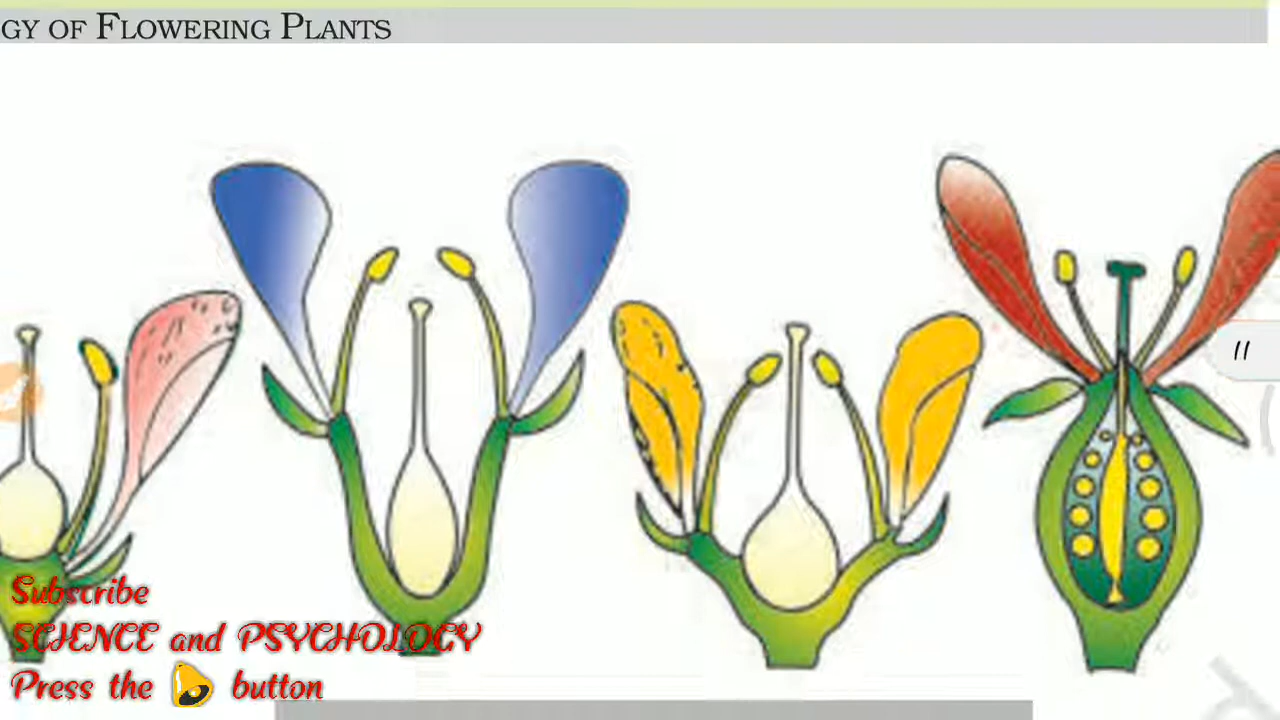 GY OF FLOWERING PLANTS
Subscribe
SCIENCE and PSYCHOLOGY
Press the button